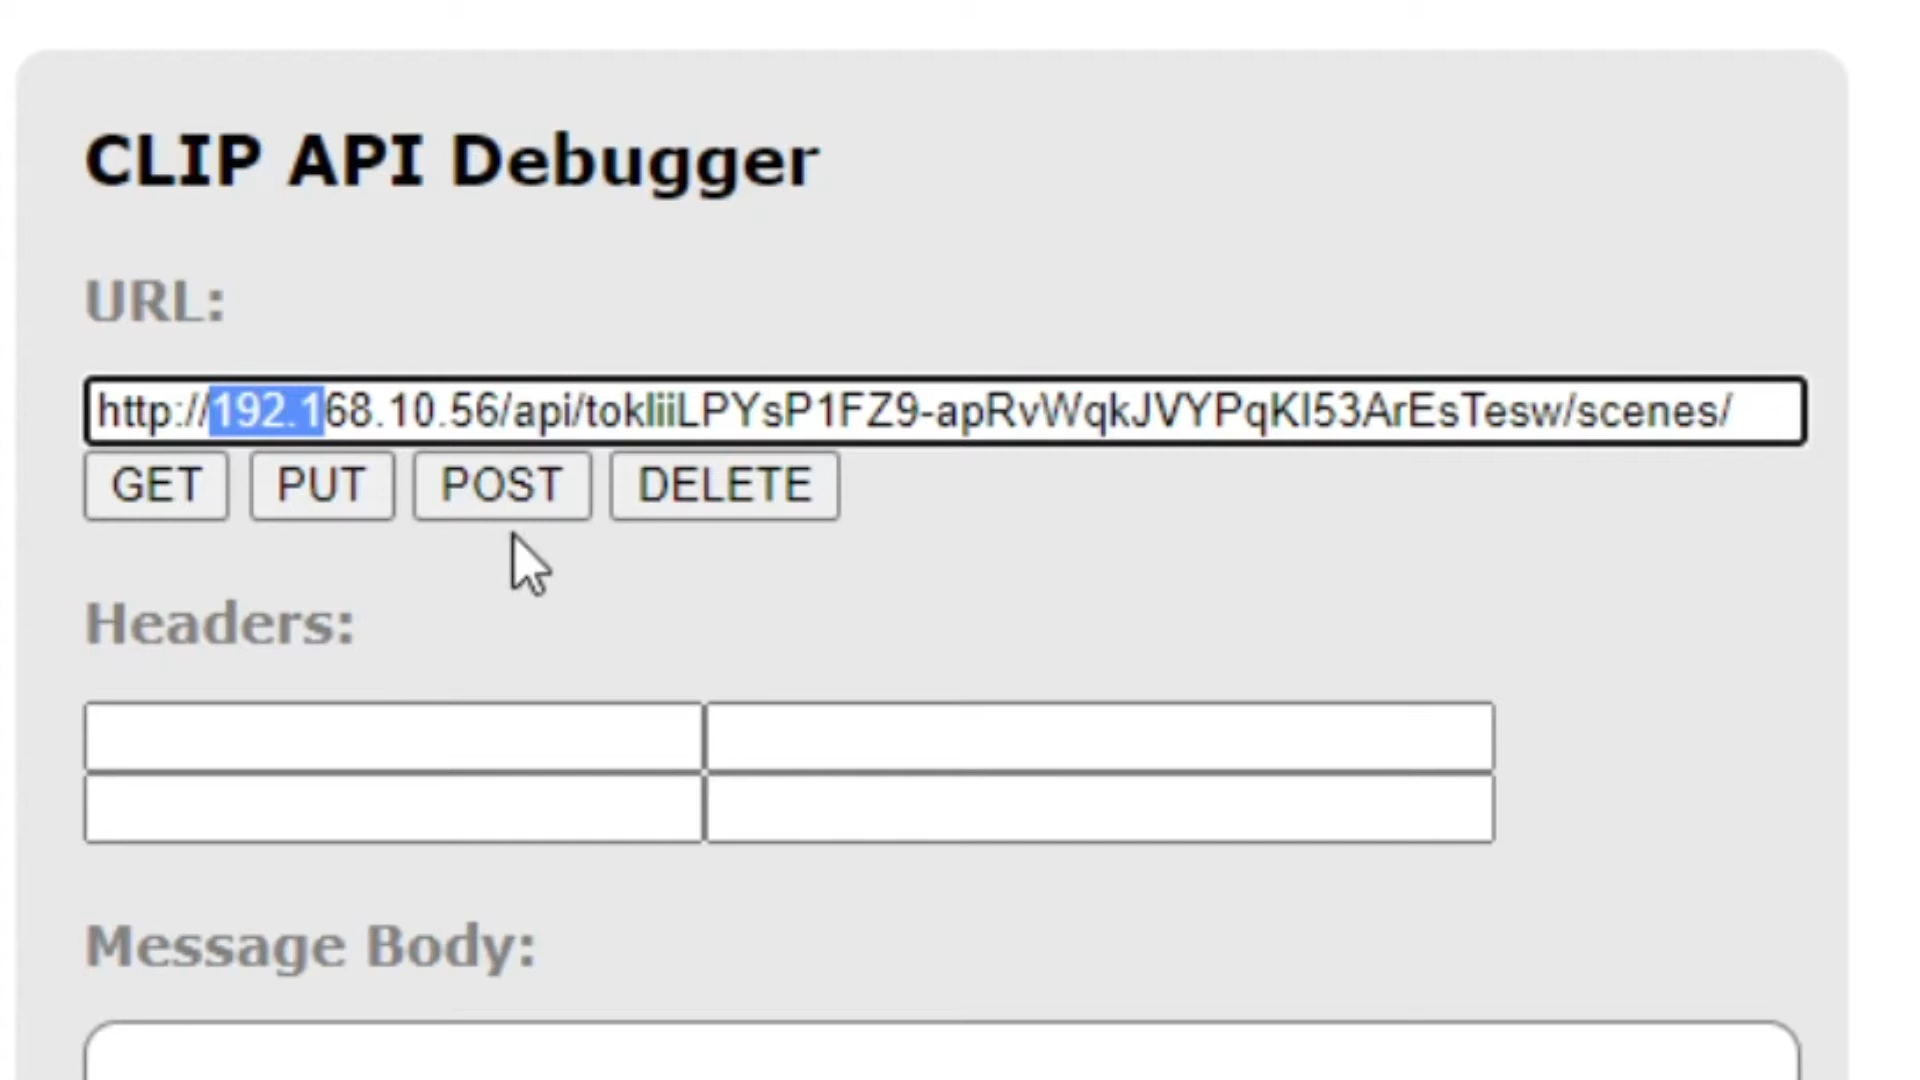 CLIP API Debugger
URL:
http://192.168.10.56/api/tokIiiiLPYsP1FZ9-apRvWqkJVYPqKI53ArEsTesw/scenes/
GET PUT POST DELETE
Headers:
Message Body: